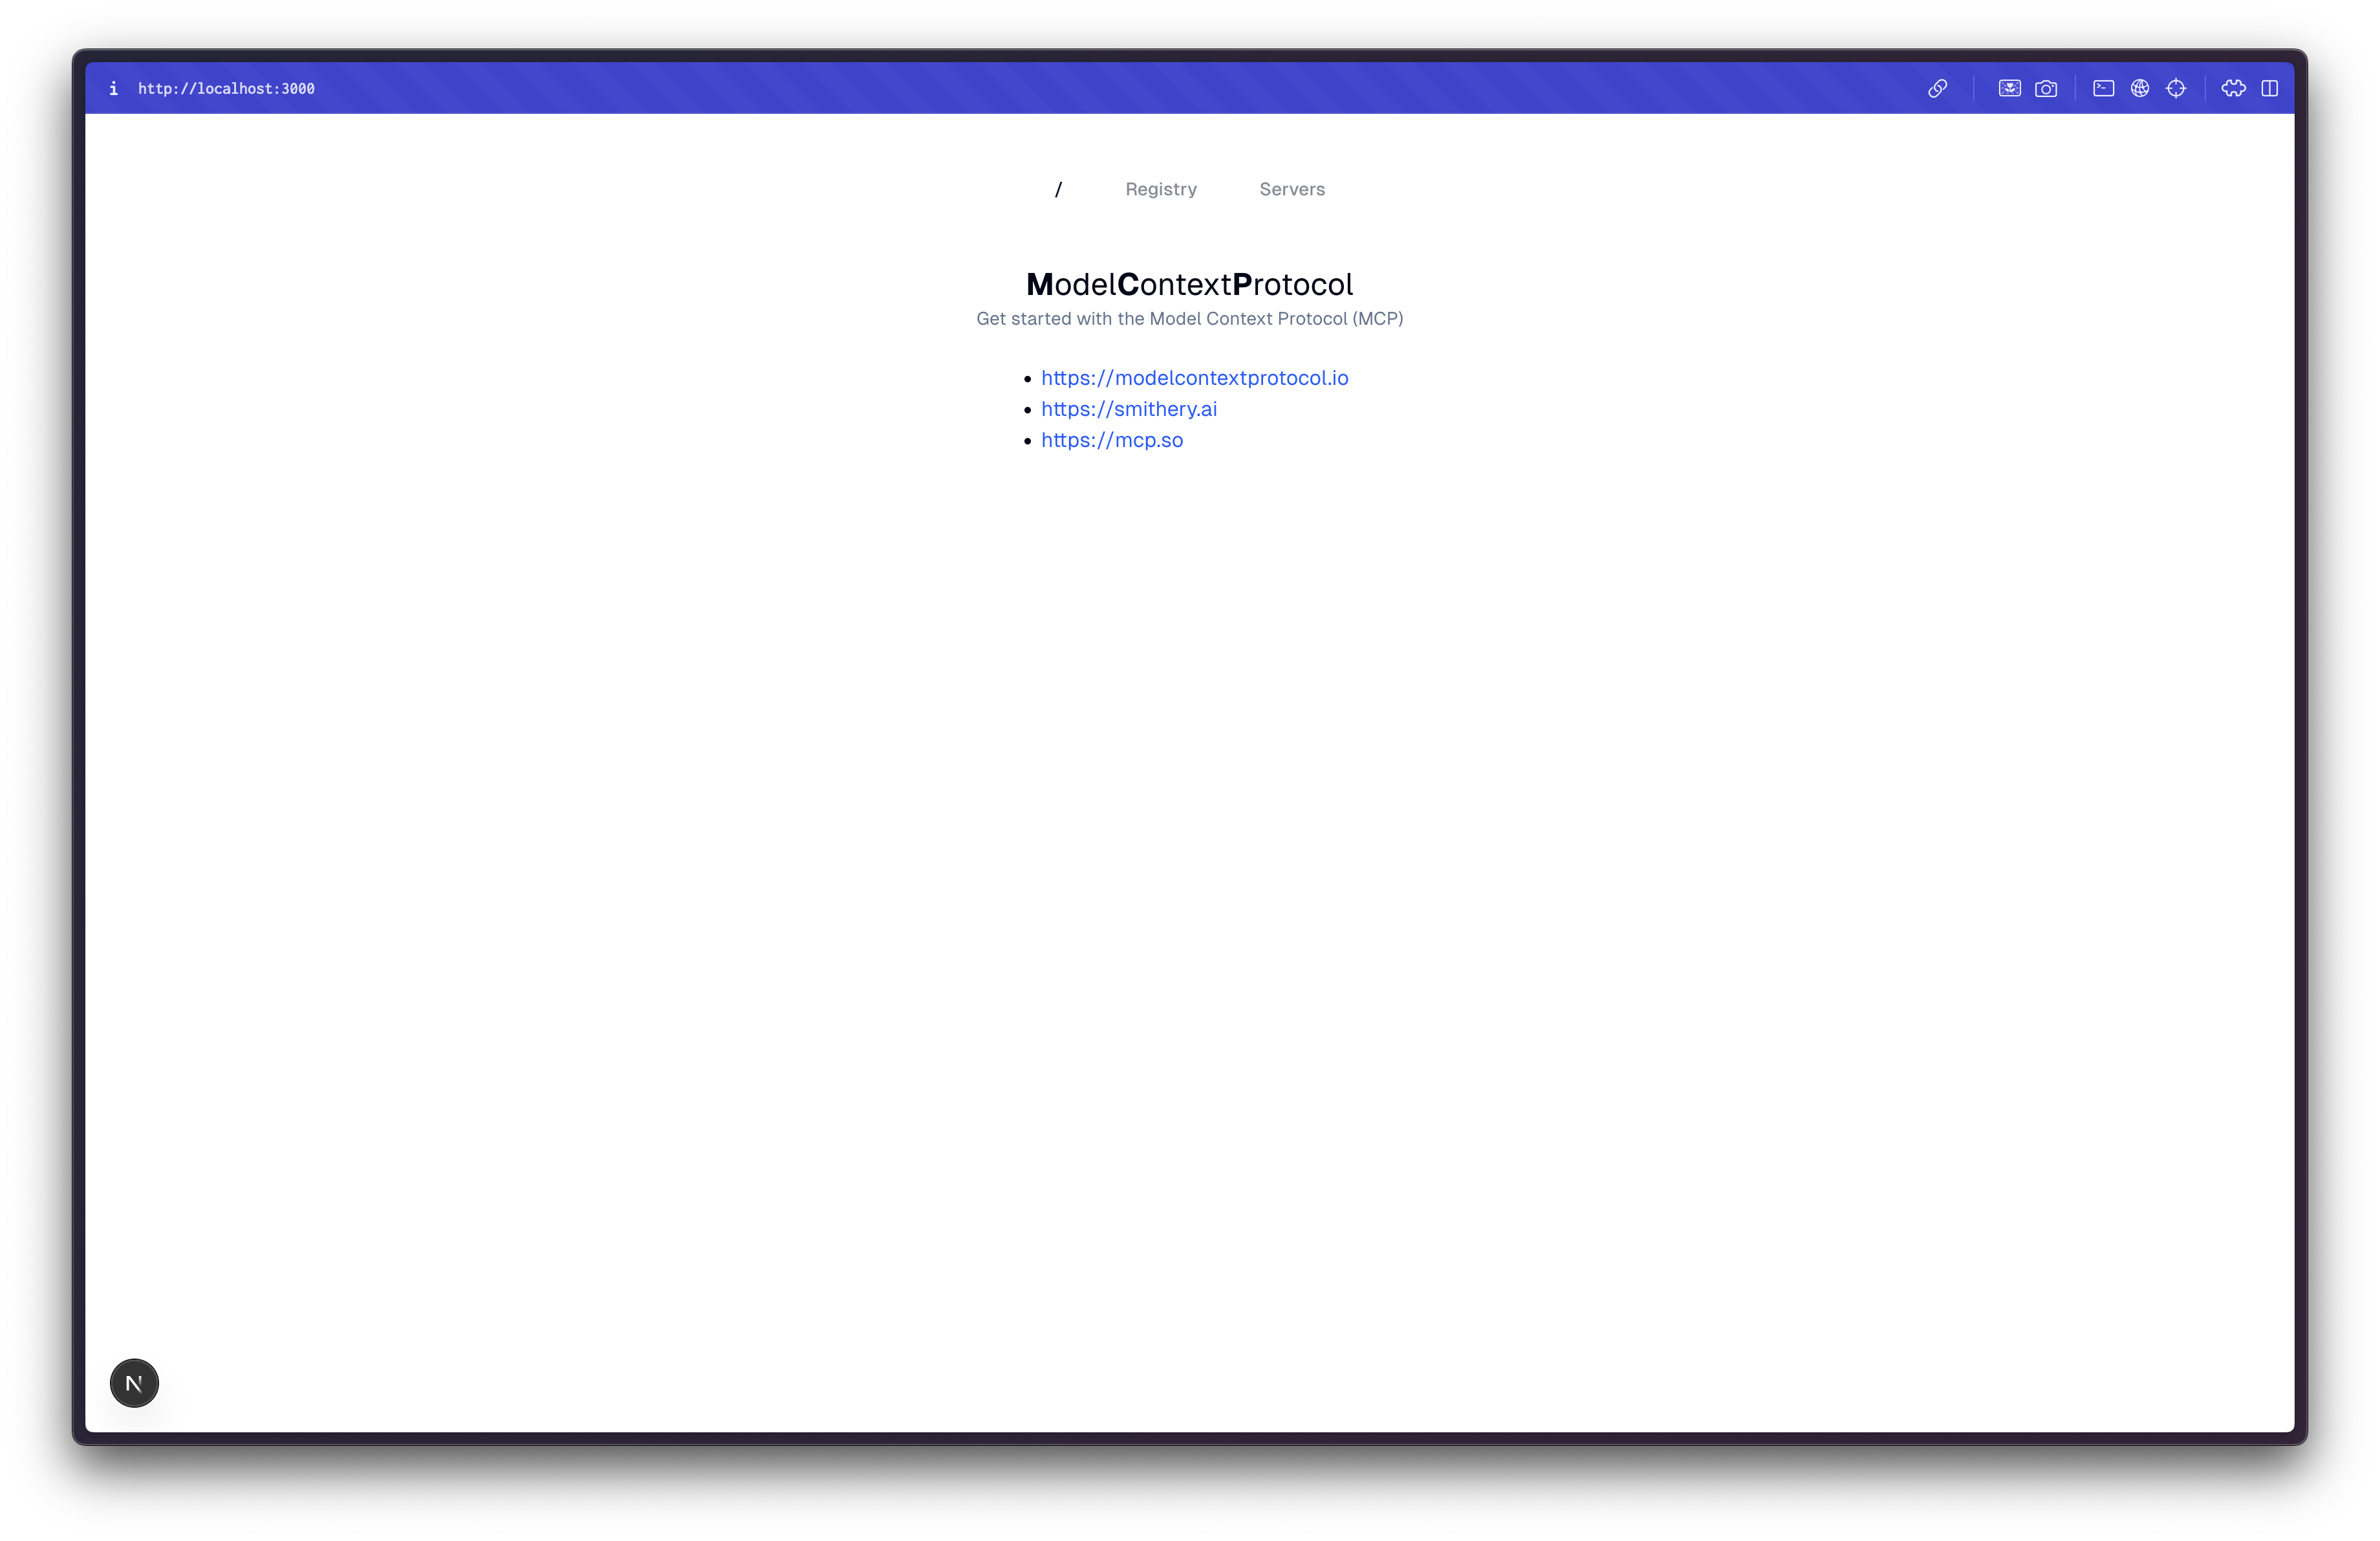 i http://localhost:3000
/ Registry Servers
ModelContextProtocol
Get started with the Model Context Protocol (MCP)
• https://modelcontextprotocol.io
• https://smithery.ai
• https://mcp.so
N